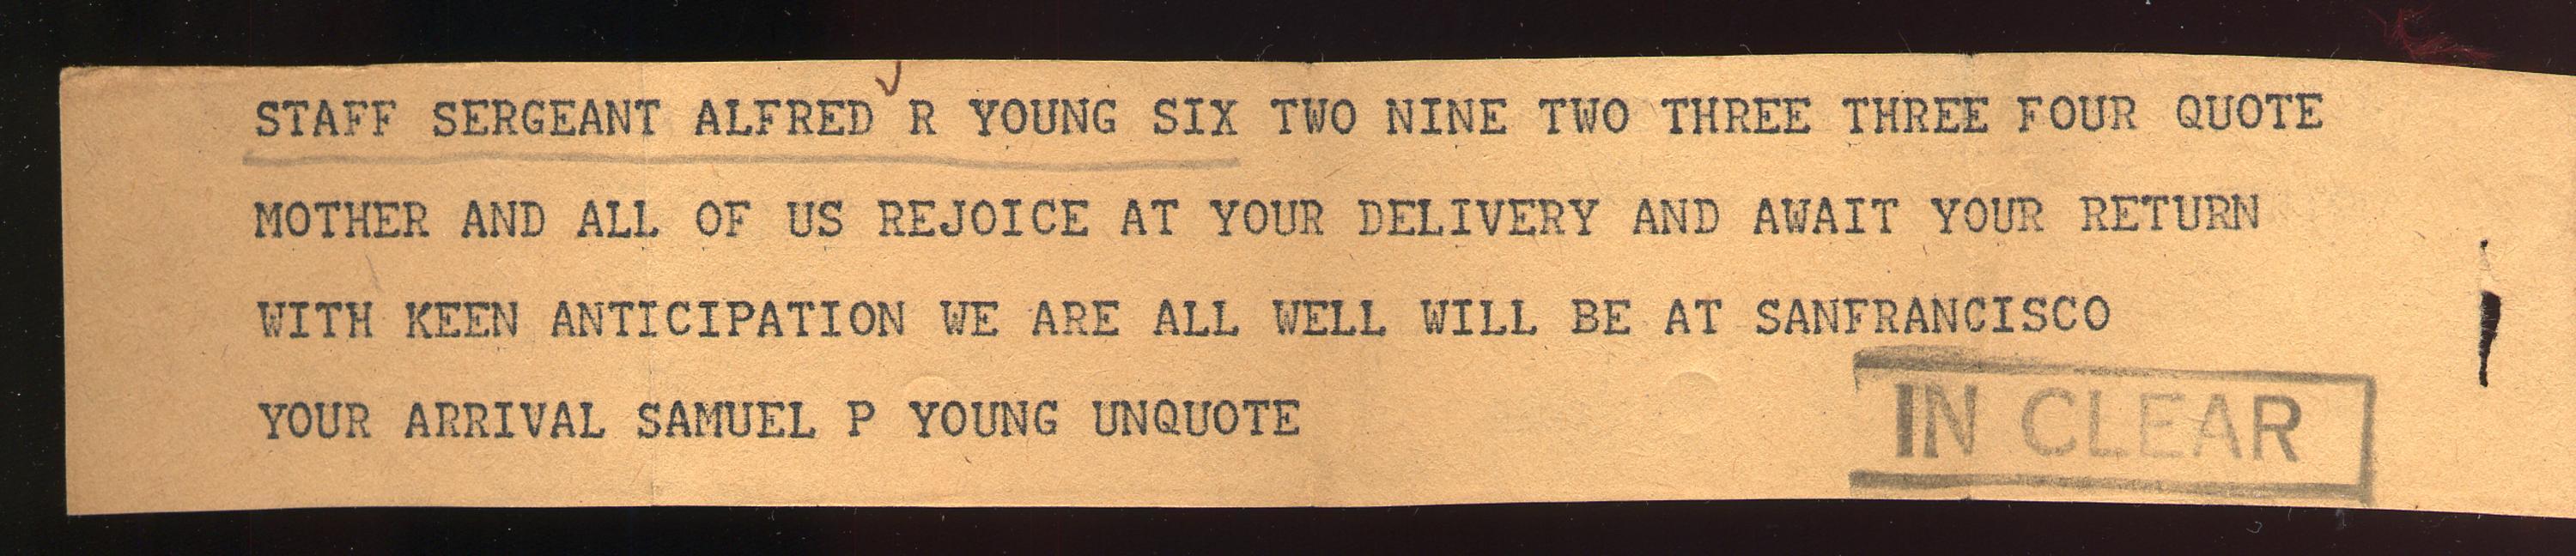 STAFF SERGEANT ALFRED R YOUNG SIX TWO NINE TWO THREE THREE FOUR QUOTE
MOTHER AND ALL OF US REJOICE AT YOUR DELIVERY AND AWAIT YOUR RETURN
WITH KEEN ANTICIPATION WE ARE ALL WELL WILL BE AT SANFRANCISCO
YOUR ARRIVAL SAMUEL P YOUNG UNQUOTE
IN CLEAR